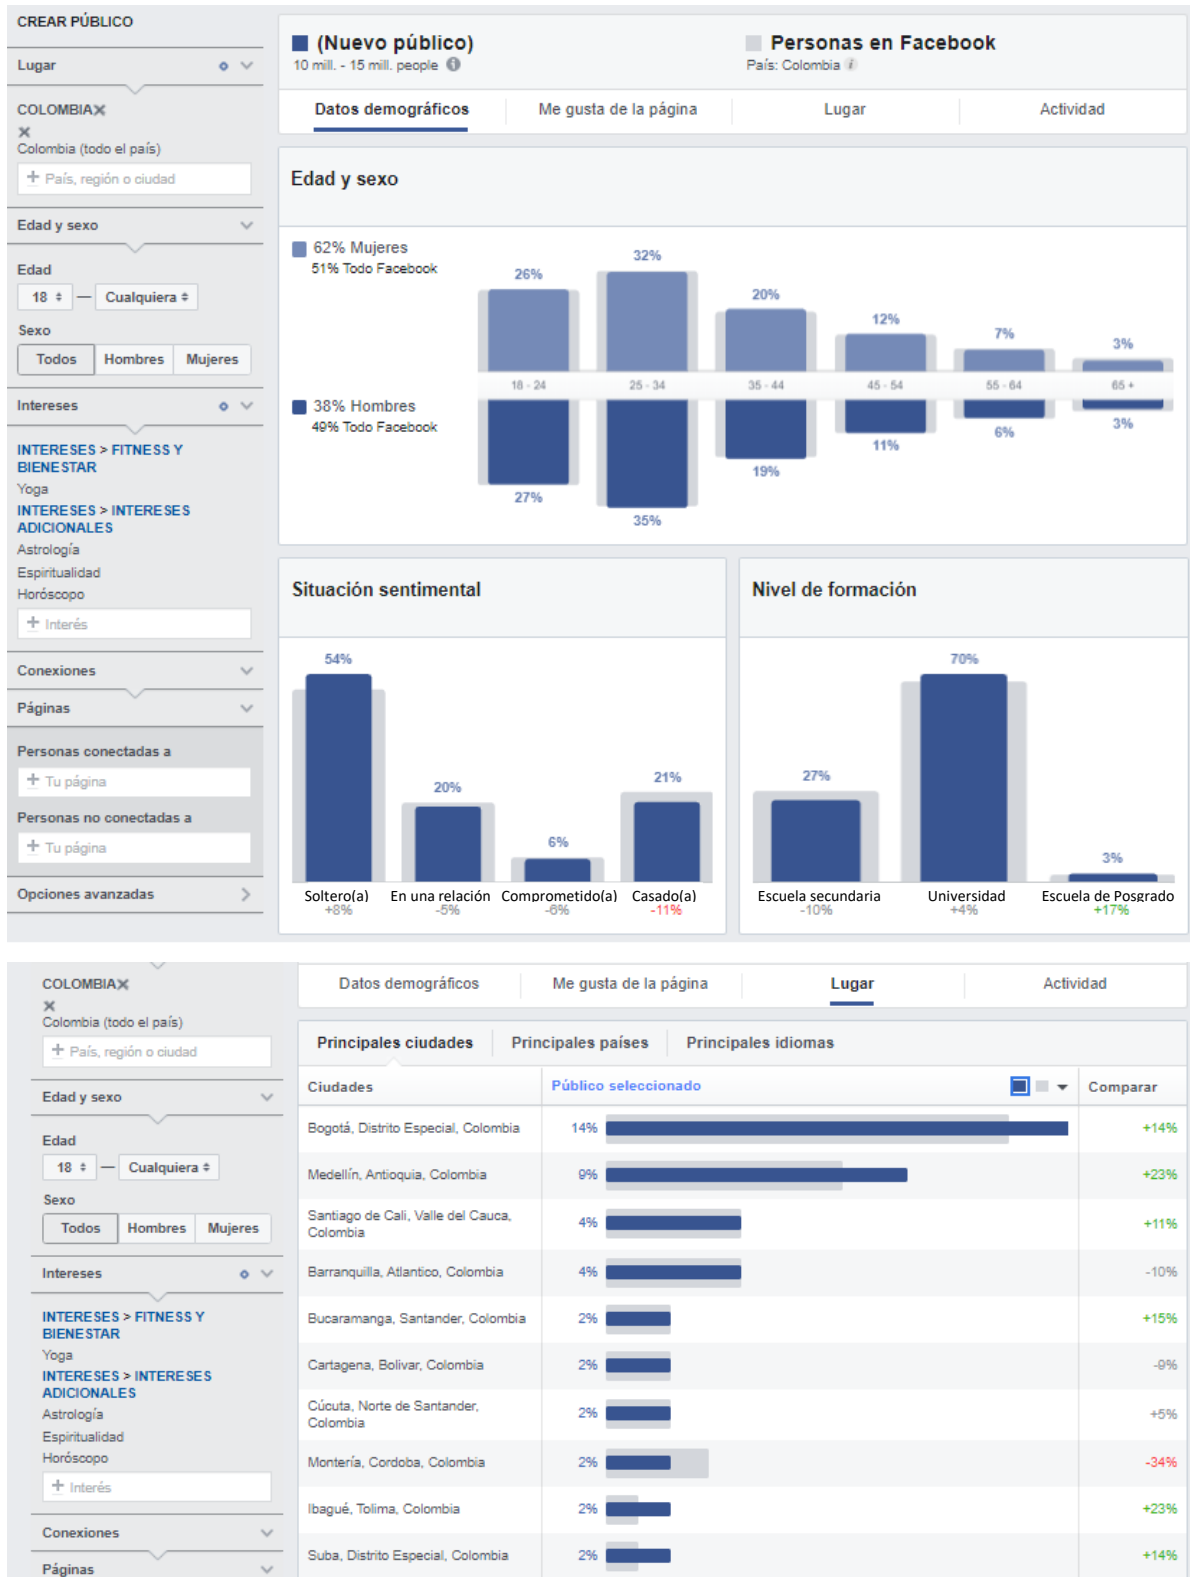 CREAR PÚBLICO
Lugar
COLOMBIA
Colombia (todo el país)
+ País, región o ciudad
Edad y sexo
Edad
18 — Cualquiera
Sexo
Todos Hombres Mujeres
Intereses
INTERESES > FITNESS Y
BIENESTAR
Yoga
INTERESES > INTERESES
ADICIONALES
Astrología
Espiritualidad
Horóscopo
+ Interés
Conexiones
Páginas
Personas conectadas a
+ Tu página
Personas no conectadas a
+ Tu página
Opciones avanzadas
(Nuevo público)
10 mill. - 15 mill. people
Personas en Facebook
País: Colombia
Datos demográficos Me gusta de la página Lugar Actividad
Edad y sexo
62% Mujeres
51% Todo Facebook
26% 32% 20% 12% 7% 3%
18 - 24 25 - 34 35 - 44 45 - 54 55 - 64 65 +
38% Hombres
49% Todo Facebook
27% 35% 19% 11% 6% 3%
Situación sentimental
54% 20% 6% 21%
Soltero(a) En una relación Comprometido(a) Casado(a)
+8% -5% -6% -11%
Nivel de formación
27% 70% 3%
Escuela secundaria Universidad Escuela de Posgrado
-10% +4% +17%
COLOMBIA
Colombia (todo el país)
+ País, región o ciudad
Edad y sexo
Edad
18 — Cualquiera
Sexo
Todos Hombres Mujeres
Intereses
INTERESES > FITNESS Y
BIENESTAR
Yoga
INTERESES > INTERESES
ADICIONALES
Astrología
Espiritualidad
Horóscopo
+ Interés
Conexiones
Páginas
Datos demográficos Me gusta de la página Lugar Actividad
Principales ciudades Principales países Principales idiomas
Ciudades Público seleccionado Comparar
Bogotá, Distrito Especial, Colombia 14% +14%
Medellín, Antioquia, Colombia 9% +23%
Santiago de Cali, Valle del Cauca,
Colombia 4% +11%
Barranquilla, Atlantico, Colombia 4% -10%
Bucaramanga, Santander, Colombia 2% +15%
Cartagena, Bolivar, Colombia 2% -9%
Cúcuta, Norte de Santander,
Colombia 2% +5%
Montería, Cordoba, Colombia 2% -34%
Ibagué, Tolima, Colombia 2% +23%
Suba, Distrito Especial, Colombia 2% +14%